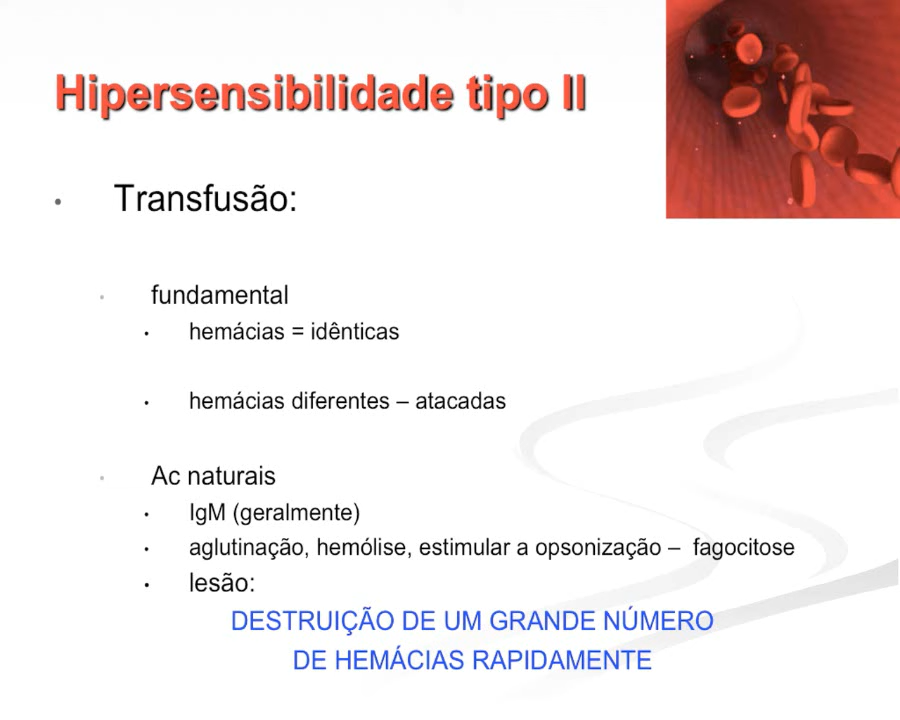 Hipersensibilidade tipo II
• Transfusão:
• fundamental
• hemácias = idênticas
• hemácias diferentes – atacadas
• Ac naturais
• IgM (geralmente)
• aglutinação, hemólise, estimular a opsonização – fagocitose
• lesão:
DESTRUIÇÃO DE UM GRANDE NÚMERO
DE HEMÁCIAS RAPIDAMENTE